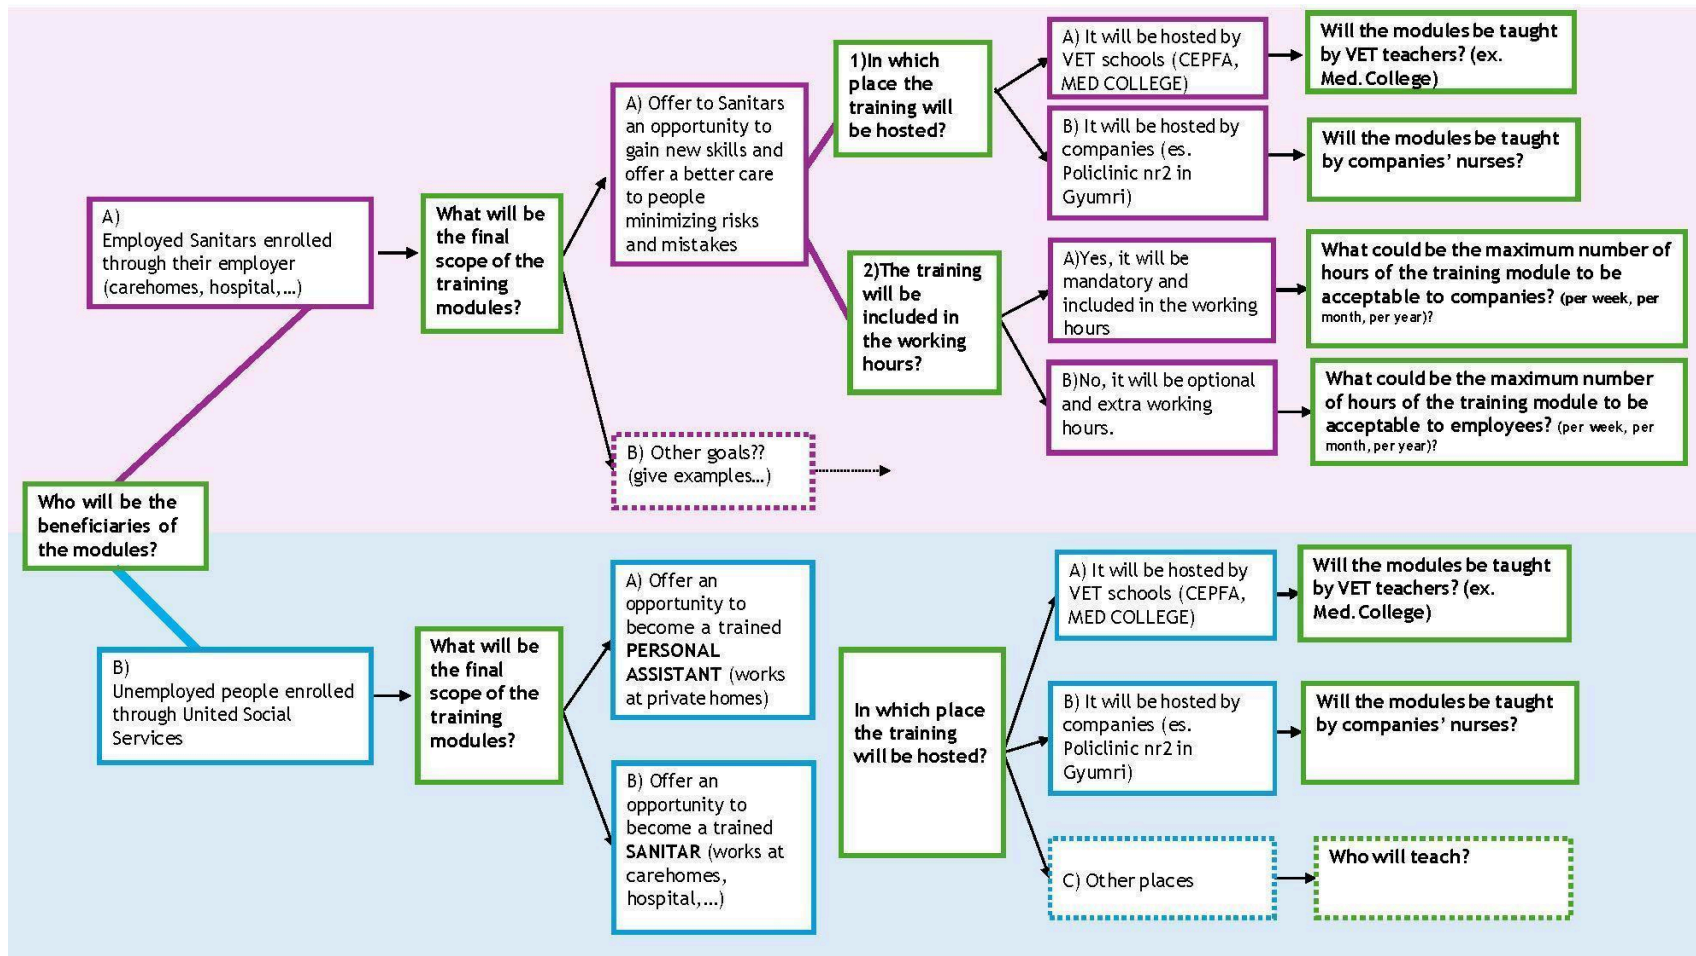 Who will be the
beneficiaries of
the modules?
A)
Employed Sanitars enrolled
through their employer
(carehomes, hospital,...)
What will be
the final
scope of the
training
modules?
A) Offer to Sanitars
an opportunity to
gain new skills and
offer a better care
to people
minimizing risks
and mistakes
B) Other goals??
(give examples...)
1)In which
place the
training will
be hosted?
A) It will be hosted by
VET schools (CEPFA,
MED COLLEGE)
Will the modules be taught
by VET teachers? (ex.
Med. College)
B) It will be hosted by
companies (es.
Policlinic nr2 in
Gyumri)
Will the modules be taught
by companies’ nurses?
2)The training
will be
included in
the working
hours?
A)Yes, it will be
mandatory and
included in the working
hours
What could be the maximum number of
hours of the training module to be
acceptable to companies? (per week, per
month, per year)?
B)No, it will be optional
and extra working
hours.
What could be the maximum number
of hours of the training module to be
acceptable to employees? (per week, per
month, per year)?
B)
Unemployed people enrolled
through United Social
Services
What will be
the final
scope of the
training
modules?
A) Offer an
opportunity to
become a trained
PERSONAL
ASSISTANT (works
at private homes)
B) Offer an
opportunity to
become a trained
SANITAR (works at
carehomes,
hospital,...)
In which place
the training
will be hosted?
A) It will be hosted by
VET schools (CEPFA,
MED COLLEGE)
Will the modules be taught
by VET teachers? (ex.
Med. College)
B) It will be hosted by
companies (es.
Policlinic nr2 in
Gyumri)
Will the modules be taught
by companies’ nurses?
C) Other places
Who will teach?